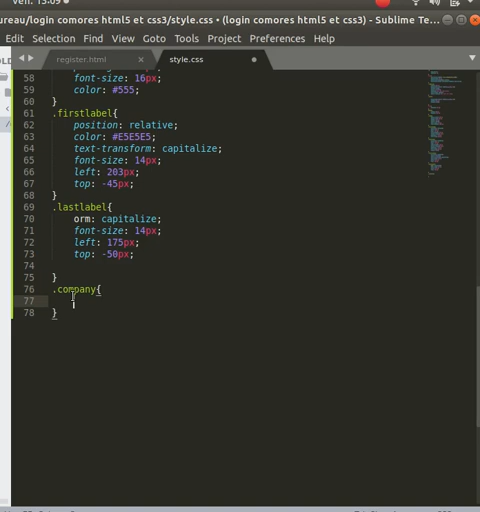 ven. 13:09
ureau/login comores html5 et css3/style.css • (login comores html5 et css3) - Sublime Te...
Edit Selection Find View Goto Tools Project Preferences Help
register.html × style.css
58 font-size: 16px;
59 color: #555;
60 }
61 .firstlabel{
62 position: relative;
63 color: #E5E5E5;
64 text-transform: capitalize;
65 font-size: 14px;
66 left: 203px;
67 top: -45px;
68 }
69 .lastlabel{
70 orm: capitalize;
71 font-size: 14px;
72 left: 175px;
73 top: -50px;
74
75 }
76 .company{
77
78 }